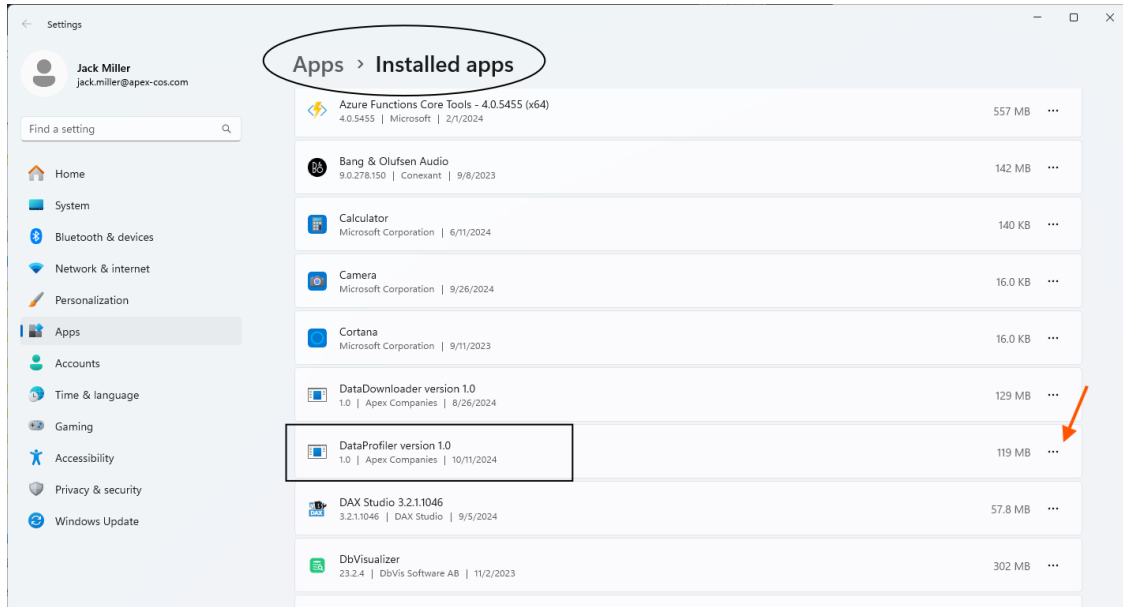 Settings
Jack Miller
jack.miller@apex-cos.com
Find a setting
Home
System
Bluetooth & devices
Network & internet
Personalization
Apps
Accounts
Time & language
Gaming
Accessibility
Privacy & security
Windows Update
Apps > Installed apps
Azure Functions Core Tools - 4.0.5455 (x64)
4.0.5455 | Microsoft | 2/1/2024
557 MB
Bang & Olufsen Audio
9.0.278.150 | Conexant | 9/8/2023
142 MB
Calculator
Microsoft Corporation | 6/11/2024
140 KB
Camera
Microsoft Corporation | 9/26/2024
16.0 KB
Cortana
Microsoft Corporation | 9/11/2023
16.0 KB
DataDownloader version 1.0
1.0 | Apex Companies | 8/26/2024
129 MB
DataProfiler version 1.0
1.0 | Apex Companies | 10/11/2024
119 MB
DAX
DAX Studio 3.2.1.1046
3.2.1.1046 | DAX Studio | 9/5/2024
57.8 MB
DbVisualizer
23.2.4 | DbVis Software AB | 11/2/2023
302 MB